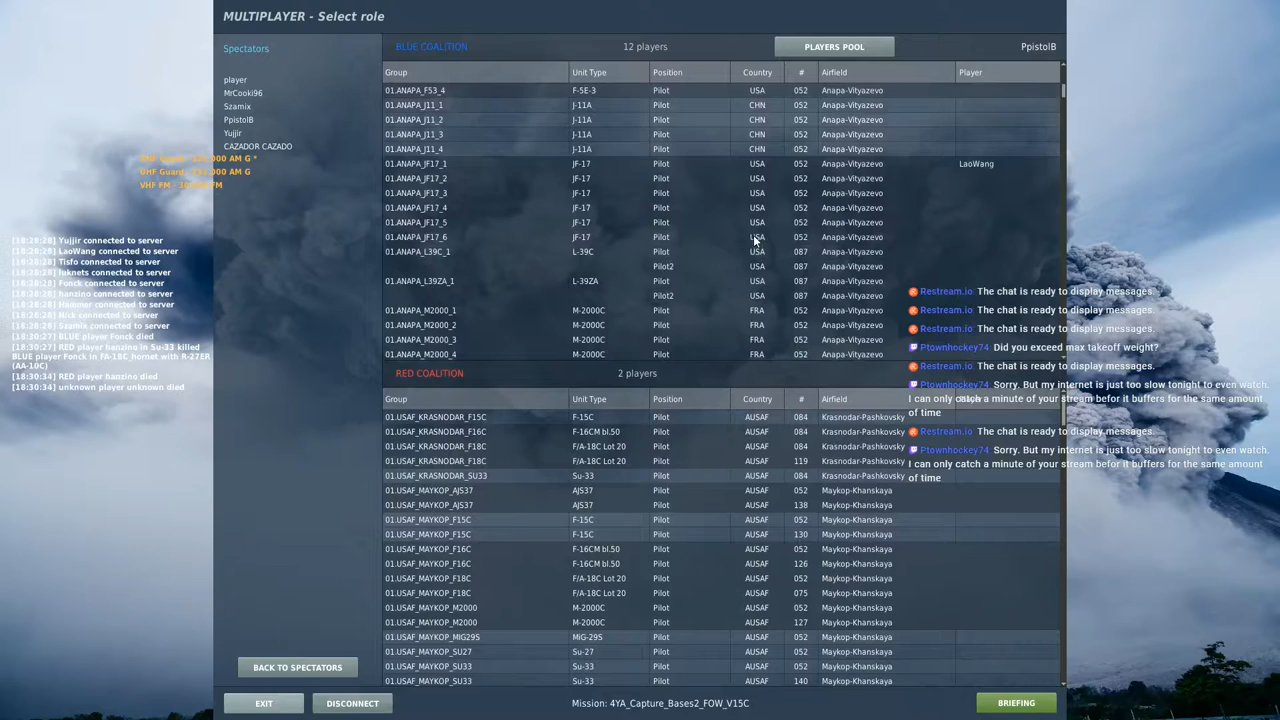 MULTIPLAYER - Select role
Spectators
player
MrCooki96
Szamix
PpistolB
Yujjir
CAZADOR CAZADO
VHF FM -
[18:28:28] Yujjir connected to server
[18:28:28] LaoWang connected to server
[18:28:28] Tisfo connected to server
[18:28:28] luknets connected to server
[18:28:28] Fonck connected to server
[18:28:28] hanzino connected to server
[18:28:28] Hammer connected to server
[18:28:28] Nick connected to server
[18:28:28] Szamix connected to server
[18:30:27] BLUE player Fonck died
[18:30:27] RED player hanzino in Su-33 killed
BLUE player Fonck in FA-18C_hornet with R-27ER
(AA-10C)
[18:30:34] RED player hanzino died
[18:30:34] unknown player unknown died
BLUE COALITION 12 players PLAYERS POOL PpistolB
Group Unit Type Position Country # Airfield Player
01.ANAPA_F53_4 F-5E-3 Pilot USA 052 Anapa-Vityazevo
01.ANAPA_J11_1 J-11A Pilot CHN 052 Anapa-Vityazevo
01.ANAPA_J11_2 J-11A Pilot CHN 052 Anapa-Vityazevo
01.ANAPA_J11_3 J-11A Pilot CHN 052 Anapa-Vityazevo
01.ANAPA_J11_4 J-11A Pilot CHN 052 Anapa-Vityazevo
01.ANAPA_JF17_1 JF-17 Pilot USA 052 Anapa-Vityazevo LaoWang
01.ANAPA_JF17_2 JF-17 Pilot USA 052 Anapa-Vityazevo
01.ANAPA_JF17_3 JF-17 Pilot USA 052 Anapa-Vityazevo
01.ANAPA_JF17_4 JF-17 Pilot USA 052 Anapa-Vityazevo
01.ANAPA_JF17_5 JF-17 Pilot USA 052 Anapa-Vityazevo
01.ANAPA_JF17_6 JF-17 Pilot USA 052 Anapa-Vityazevo
01.ANAPA_L39C_1 L-39C Pilot USA 087 Anapa-Vityazevo
Pilot2 USA 087 Anapa-Vityazevo
01.ANAPA_L39ZA_1 L-39ZA Pilot USA 087 Anapa-Vityazevo
Pilot2 USA 087 Anapa-Vityazevo
01.ANAPA_M2000_1 M-2000C Pilot FRA 052 Anapa-Vityazevo
01.ANAPA_M2000_2 M-2000C Pilot FRA 052 Anapa-Vityazevo
01.ANAPA_M2000_3 M-2000C Pilot FRA 052 Anapa-Vityazevo
01.ANAPA_M2000_4 M-2000C Pilot FRA 052 Anapa-Vityazevo
RED COALITION 2 players
Group Unit Type Position Country # Airfield
01.USAF_KRASNODAR_F15C F-15C Pilot AUSAF 084 Krasnodar-Pashkovsky
01.USAF_KRASNODAR_F16C F-16CM bl.50 Pilot AUSAF 084 Krasnodar-Pashkovsky
01.USAF_KRASNODAR_F18C F/A-18C Lot 20 Pilot AUSAF 084 Krasnodar-Pashkovsky
01.USAF_KRASNODAR_F18C F/A-18C Lot 20 Pilot AUSAF 119 Krasnodar-Pashkovsky
01.USAF_KRASNODAR_SU33 Su-33 Pilot AUSAF 084 Krasnodar-Pashkovsky
01.USAF_MAYKOP_AJS37 AJS37 Pilot AUSAF 052 Maykop-Khanskaya
01.USAF_MAYKOP_AJS37 AJS37 Pilot AUSAF 138 Maykop-Khanskaya
01.USAF_MAYKOP_F15C F-15C Pilot AUSAF 052 Maykop-Khanskaya
01.USAF_MAYKOP_F15C F-15C Pilot AUSAF 130 Maykop-Khanskaya
01.USAF_MAYKOP_F16C F-16CM bl.50 Pilot AUSAF 052 Maykop-Khanskaya
01.USAF_MAYKOP_F16C F-16CM bl.50 Pilot AUSAF 126 Maykop-Khanskaya
01.USAF_MAYKOP_F18C F/A-18C Lot 20 Pilot AUSAF 052 Maykop-Khanskaya
01.USAF_MAYKOP_F18C F/A-18C Lot 20 Pilot AUSAF 075 Maykop-Khanskaya
01.USAF_MAYKOP_M2000 M-2000C Pilot AUSAF 052 Maykop-Khanskaya
01.USAF_MAYKOP_M2000 M-2000C Pilot AUSAF 127 Maykop-Khanskaya
01.USAF_MAYKOP_MIG29S MiG-29S Pilot AUSAF 052 Maykop-Khanskaya
01.USAF_MAYKOP_SU27 Su-27 Pilot AUSAF 052 Maykop-Khanskaya
01.USAF_MAYKOP_SU33 Su-33 Pilot AUSAF 052 Maykop-Khanskaya
01.USAF_MAYKOP_SU33 Su-33 Pilot AUSAF 140 Maykop-Khanskaya
Restream.io The chat is ready to display messages.
Restream.io The chat is ready to display messages.
Restream.io The chat is ready to display messages.
Ptownhockey74: Did you exceed max takeoff weight?
Restream.io The chat is ready to display messages.
Ptownhockey74: Sorry. But my internet is just too slow tonight to even watch.
I can only catch a minute of your stream befor it buffers for the same amount
of time
Restream.io The chat is ready to display messages.
Ptownhockey74: Sorry. But my internet is just too slow tonight to even watch.
I can only catch a minute of your stream befor it buffers for the same amount
of time
BACK TO SPECTATORS
EXIT DISCONNECT Mission: 4YA_Capture_Bases2_FOW_V15C BRIEFING